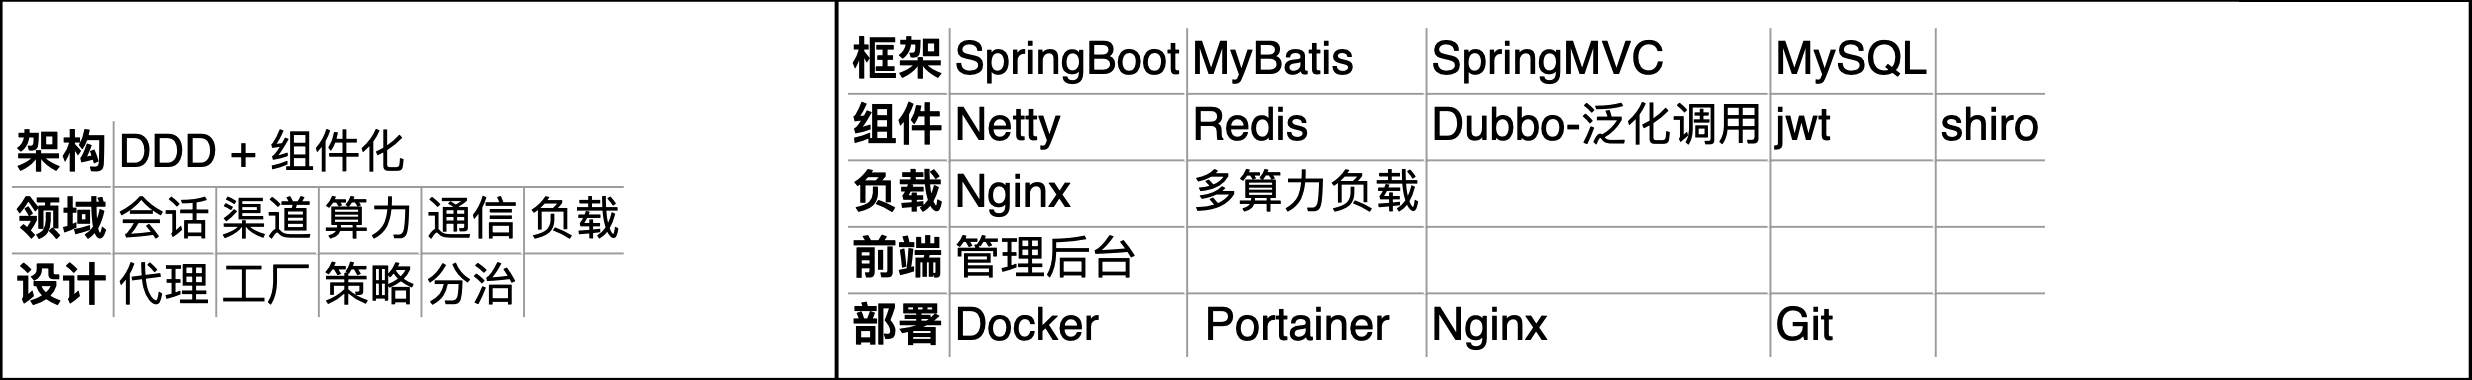 架构 DDD + 组件化
领域 会话 渠道 算力 通信 负载
设计 代理 工厂 策略 分治
框架 SpringBoot MyBatis SpringMVC MySQL
组件 Netty Redis Dubbo-泛化调用 jwt shiro
负载 Nginx 多算力负载
前端 管理后台
部署 Docker Portainer Nginx Git